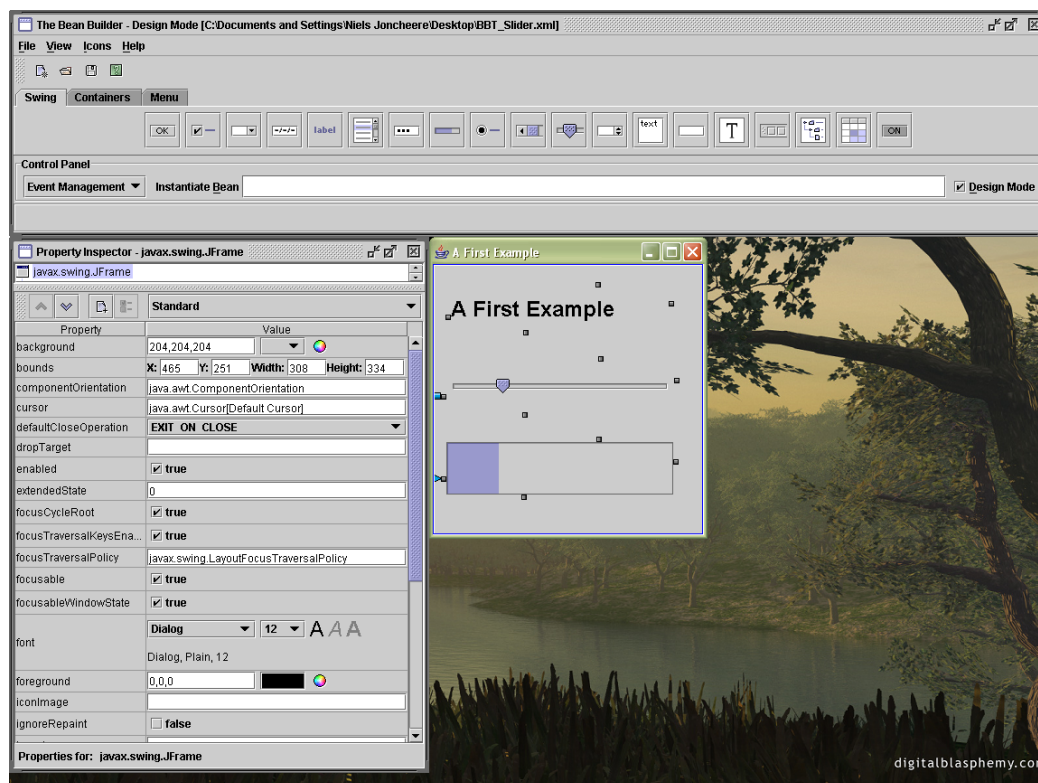 The Bean Builder - Design Mode [C:\Documents and Settings\Niels Joncheere\Desktop\BBT_Slider.xml]
File View Icons Help
Swing Containers Menu
OK -/-/- label text T ON
Control Panel
Event Management Instantiate Bean Design Mode
Property Inspector - javax.swing.JFrame
javax.swing.JFrame
Standard
Property Value
background 204,204,204
bounds X: 465 Y: 251 Width: 308 Height: 334
componentOrientation java.awt.ComponentOrientation
cursor java.awt.Cursor[Default Cursor]
defaultCloseOperation EXIT_ON_CLOSE
dropTarget
enabled true
extendedState 0
focusCycleRoot true
focusTraversalKeysEna... true
focusTraversalPolicy javax.swing.LayoutFocusTraversalPolicy
focusable true
focusableWindowState true
font Dialog 12 A A A
Dialog, Plain, 12
foreground 0,0,0
iconImage
ignoreRepaint false
Properties for: javax.swing.JFrame
A First Example
A First Example
digitalblasphemy.com